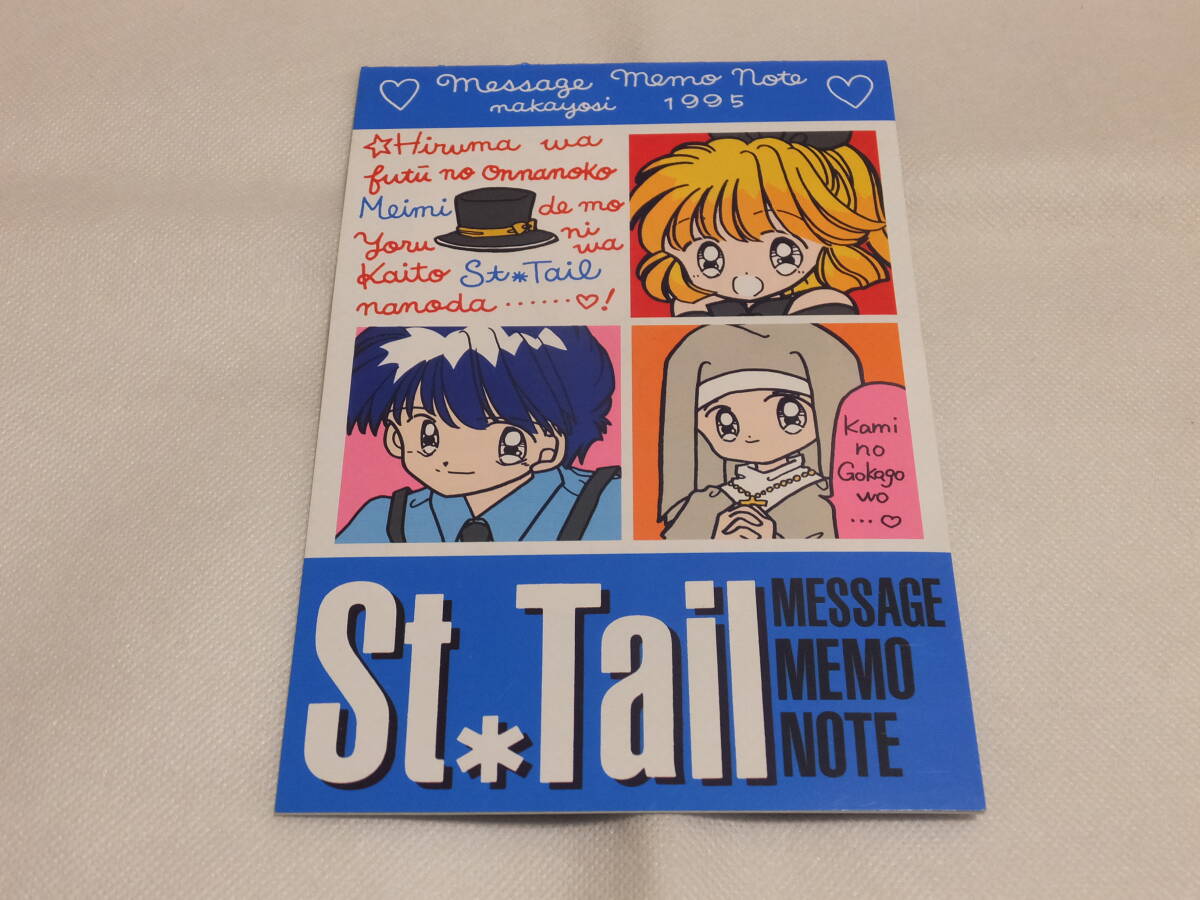 ♡ Message Memo Note ♡
nakayosi 1995
☆Hiruma wa
futū no onnanoko
Meimi de mo
Yoru ni wa
Kaito St*Tail
nanoda ......♡!
Kami
no
Gokago
wo
...♡
St*Tail
MESSAGE
MEMO
NOTE